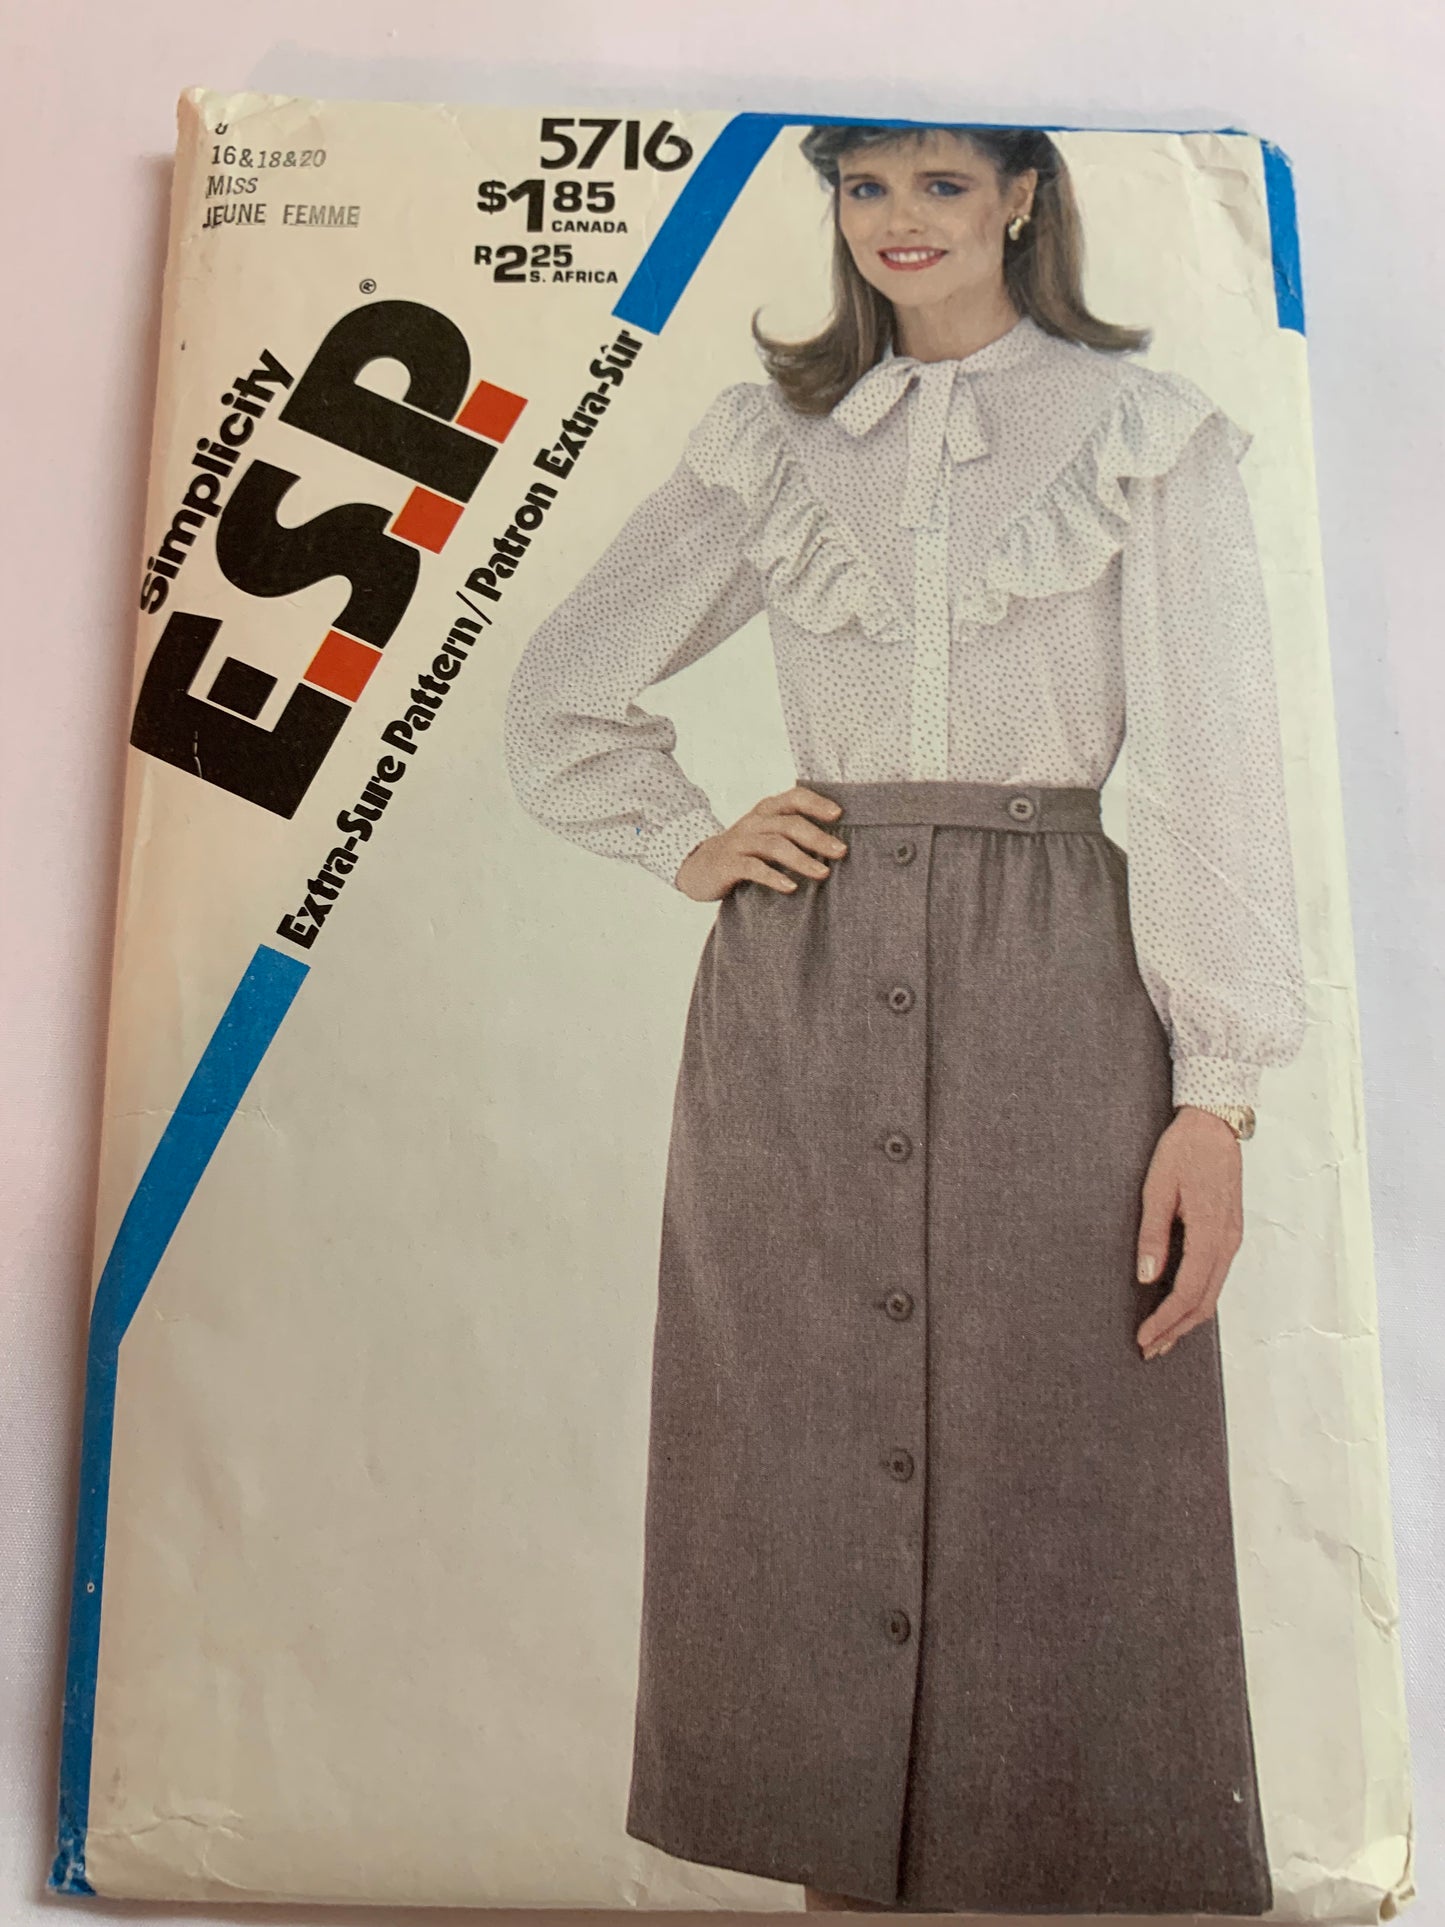 16&18&20
MISS
JEUNE FEMME
5716
$1.85
CANADA
R2.25
S. AFRICA
Simplicity
E.S.P.®
Extra-Sure Pattern/Patron Extra-Sûr